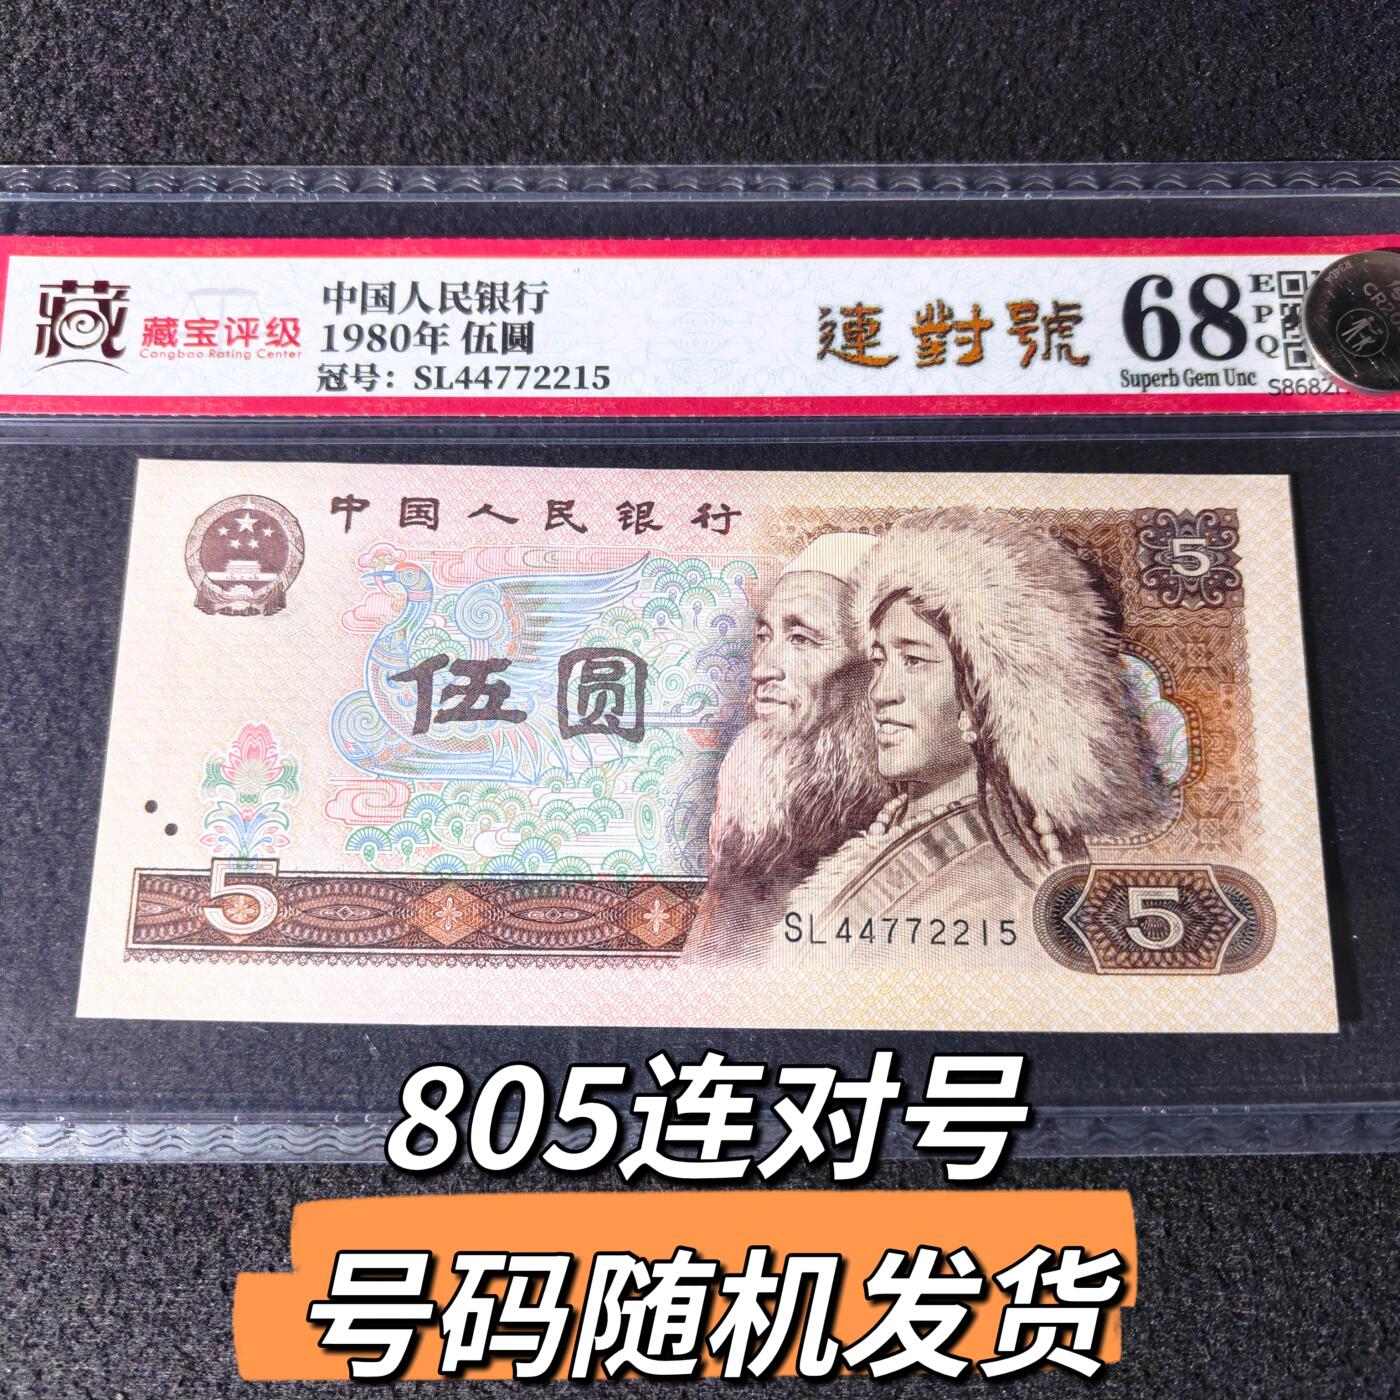 藏
藏宝评级
Cangbao Rating Center
中国人民银行
1980年 伍圆
冠号：SL44772215
連對號
68
EPQ
Superb Gem Unc
中国人民银行
5
伍圆
5
SL44772215
5
805连对号
号码随机发货